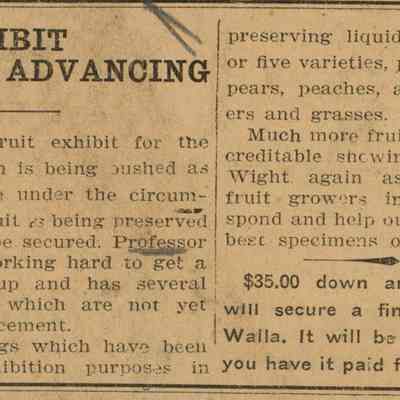 IBIT
ADVANCING
ruit exhibit for the
n is being pushed as
e under the circum-
uit is being preserved
be secured. Professor
orking hard to get a
up and has several
which are not yet
cement.
gs which have been
ibition purposes in
preserving liquid
or five varieties, p
pears, peaches, a
ers and grasses.
Much more frui
creditable showin
Wight again as
fruit growers in
spond and help ou
best specimens o
$35.00 down an
will secure a fin
Walla. It will be
you have it paid f